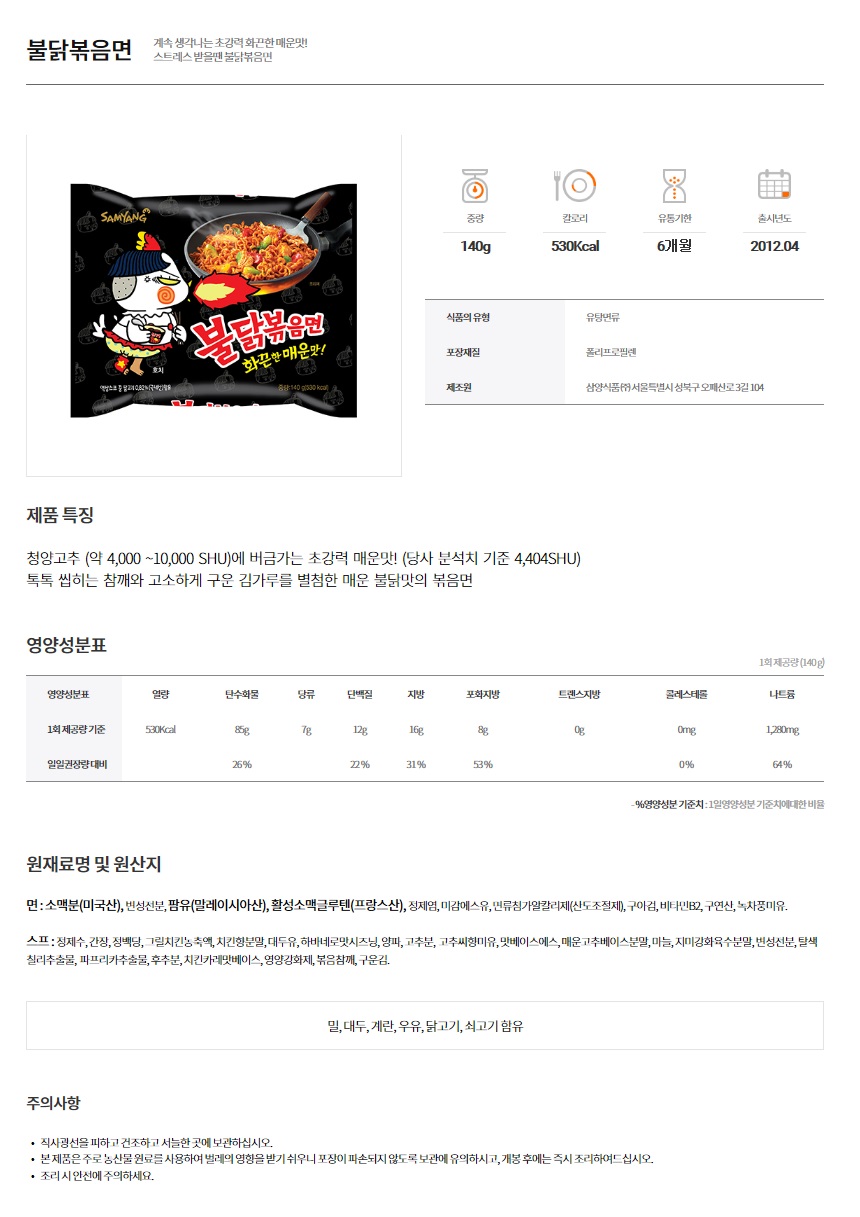 불닭볶음면
계속 생각나는 초강력 화끈한 매운맛!
스트레스 받을땐 불닭볶음면
SAMYANG
불닭볶음면
화끈한 매운맛!
호치
중량
칼로리
유통기한
출시년도
140g
530Kcal
6개월
2012.04
식품의 유형
유탕면류
포장재질
폴리프로필렌
제조원
삼양식품㈜ 서울특별시 성북구 오패산로 3길 104
제품 특징
청양고추 (약 4,000 ~10,000 SHU)에 버금가는 초강력 매운맛! (당사 분석치 기준 4,404SHU)
톡톡 씹히는 참깨와 고소하게 구운 김가루를 별첨한 매운 불닭맛의 볶음면
영양성분표
1회 제공량 (140g)
영양성분표 열량 탄수화물 당류 단백질 지방 포화지방 트랜스지방 콜레스테롤 나트륨
1회 제공량 기준 530Kcal 85g 7g 12g 16g 8g 0g 0mg 1,280mg
일일권장량 대비 26% 22% 31% 53% 0% 64%
- %영양성분 기준치 : 1일영양성분 기준치에대한 비율
원재료명 및 원산지
면 : 소맥분(미국산), 변성전분, 팜유(말레이시아산), 활성소맥글루텐(프랑스산), 정제염, 미감에스유, 면류첨가알칼리제(산도조절제), 구아검, 비타민B2, 구연산, 녹차풍미유.
스프 : 정제수, 간장, 정백당, 그릴치킨농축액, 치킨향분말, 대두유, 하바네로맛시즈닝, 양파, 고추분, 고추씨향미유, 맛베이스에스, 매운고추베이스분말, 마늘, 지미강화육수분말, 변성전분, 탈색
칠리추출물, 파프리카추출물, 후추분, 치킨카레맛베이스, 영양강화제, 볶음참깨, 구운김.
밀, 대두, 계란, 우유, 닭고기, 쇠고기 함유
주의사항
• 직사광선을 피하고 건조하고 서늘한 곳에 보관하십시오.
• 본 제품은 주로 농산물 원료를 사용하여 벌레의 영향을 받기 쉬우니 포장이 파손되지 않도록 보관에 유의하시고, 개봉 후에는 즉시 조리하여드십시오.
• 조리 시 안전에 주의하세요.